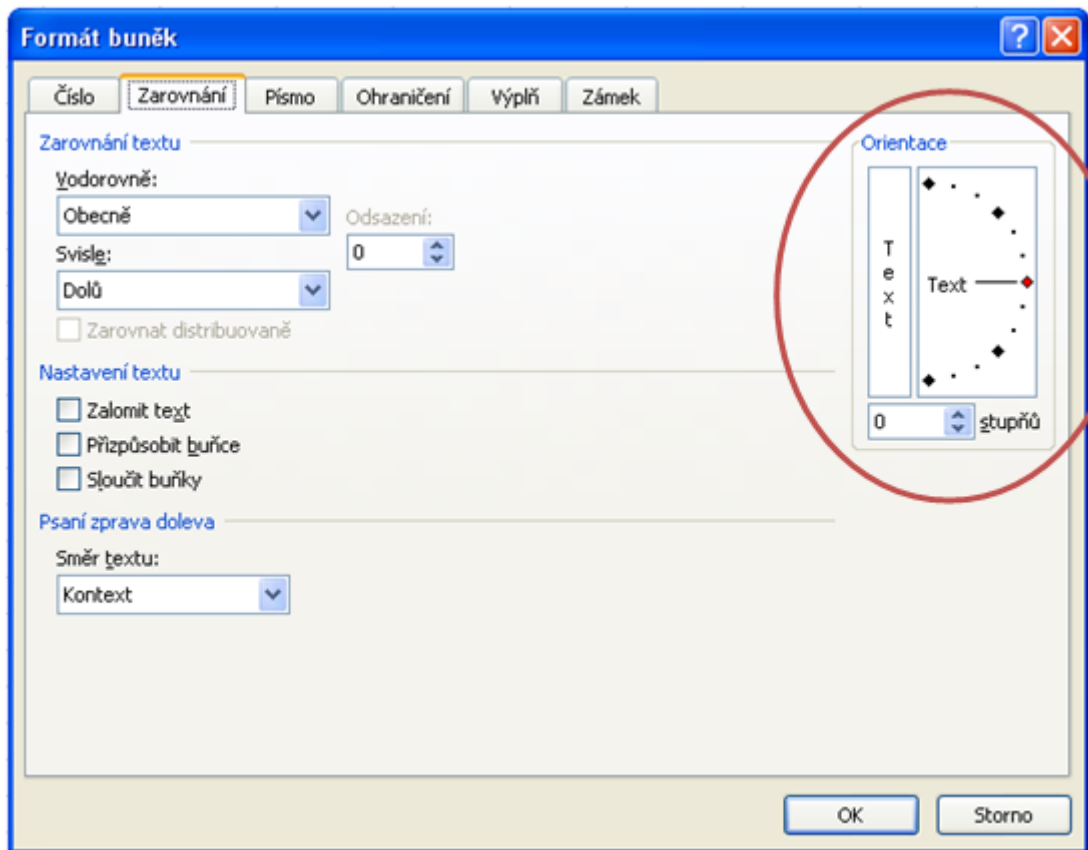 Formát buněk
Číslo Zarovnání Písmo Ohraničení Výplň Zámek
Zarovnání textu
Vodorovně:
Obecně
Odsazení:
0
Svisle:
Dolů
Zarovnat distribuovaně
Nastavení textu
Zalomit text
Přizpůsobit buňce
Sloučit buňky
Psaní zprava doleva
Směr textu:
Kontext
Orientace
Text
Text
0 stupňů
OK Storno